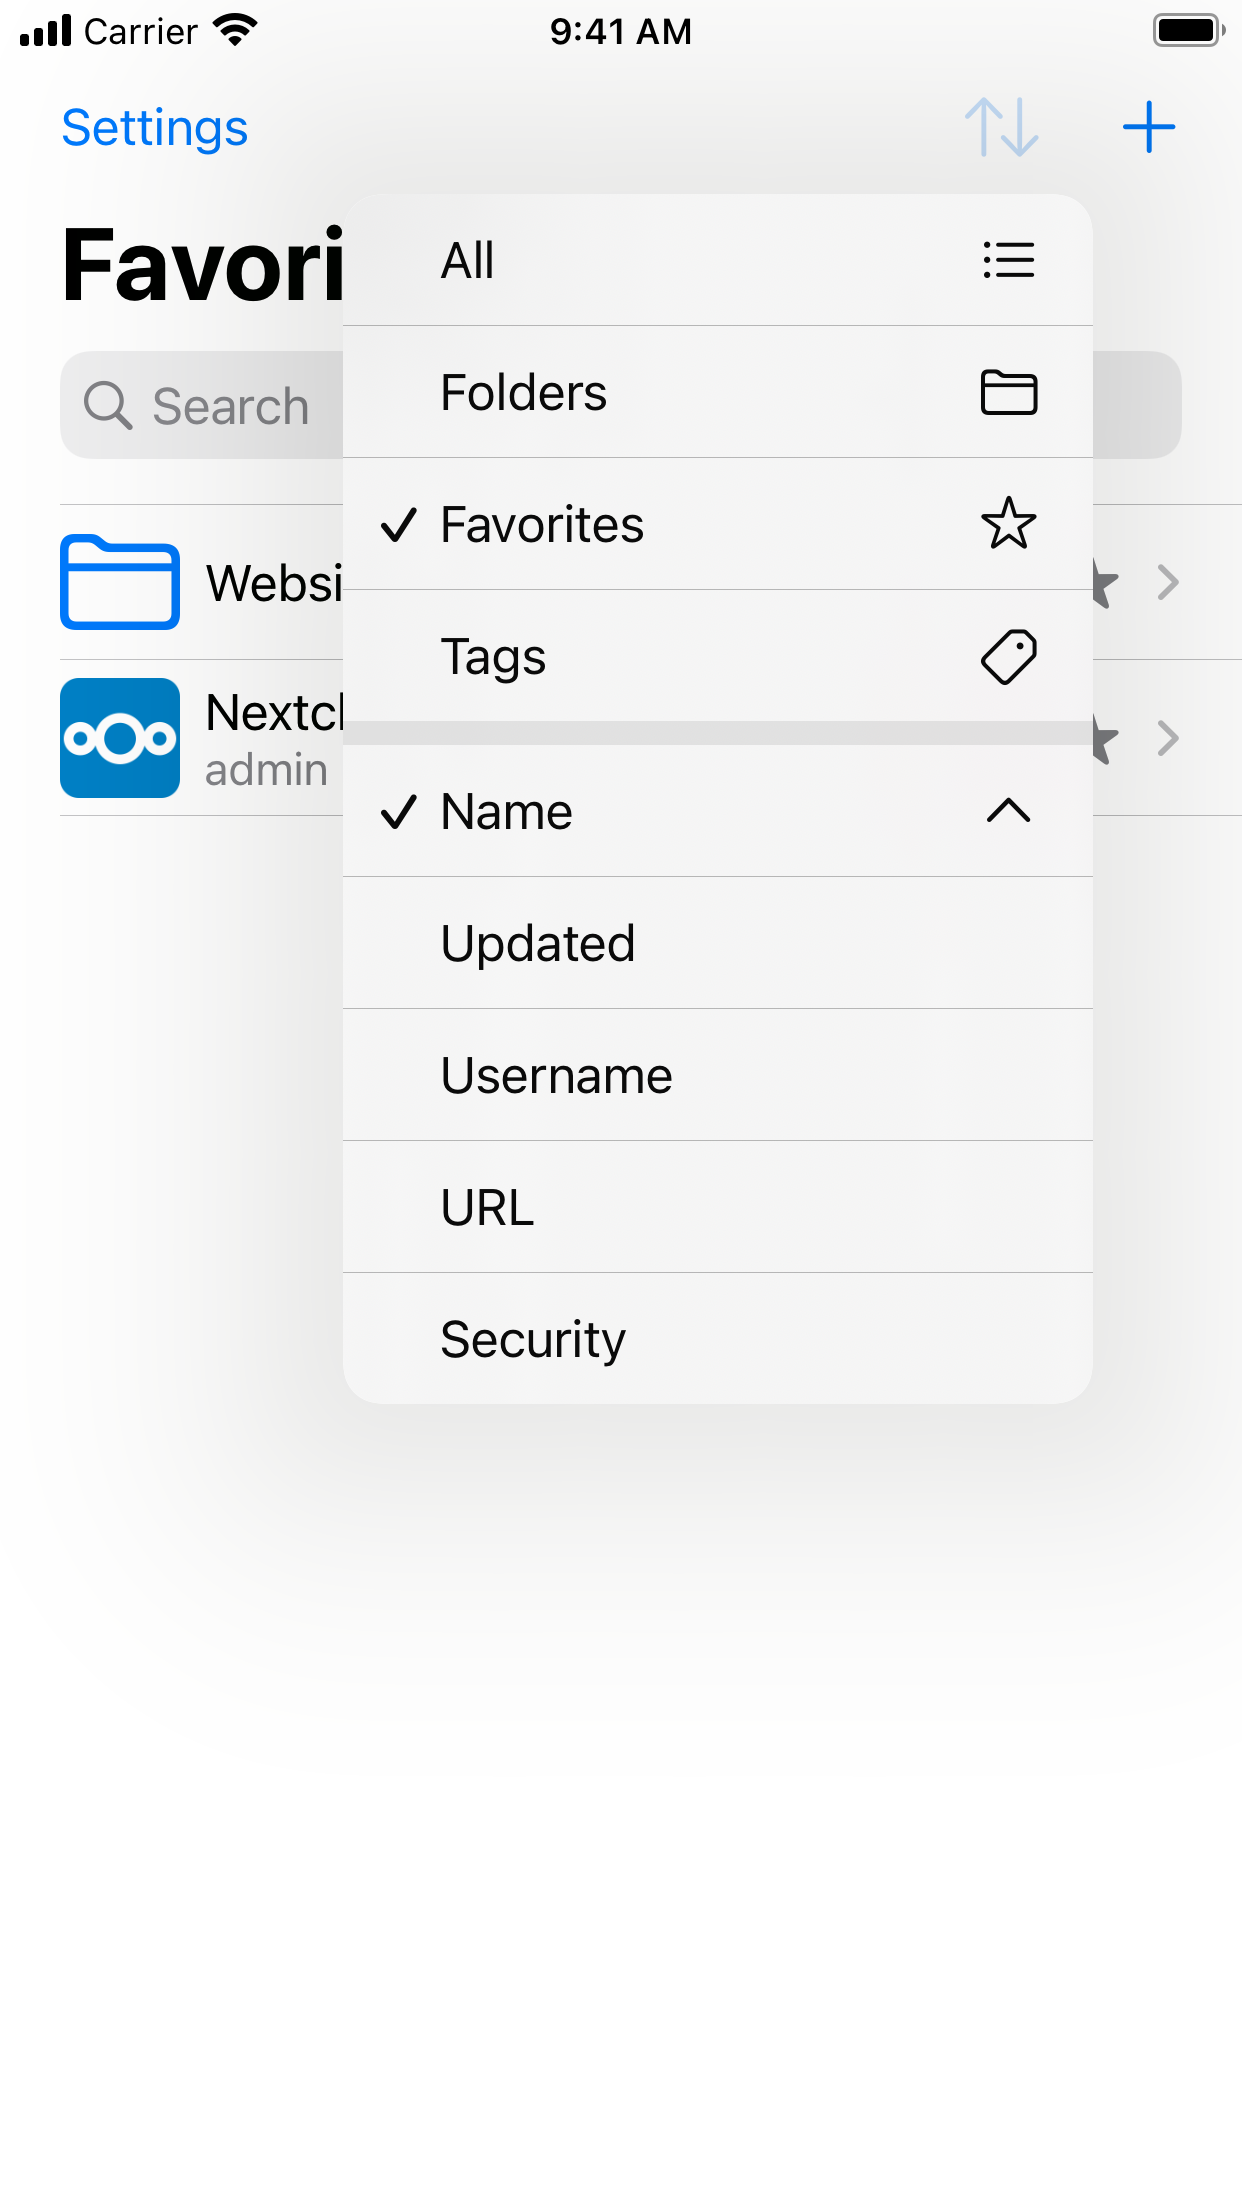 Carrier 9:41 AM
Settings
Favori
Search
Websi
Nextcl
admin
All
Folders
Favorites
Tags
Name
Updated
Username
URL
Security